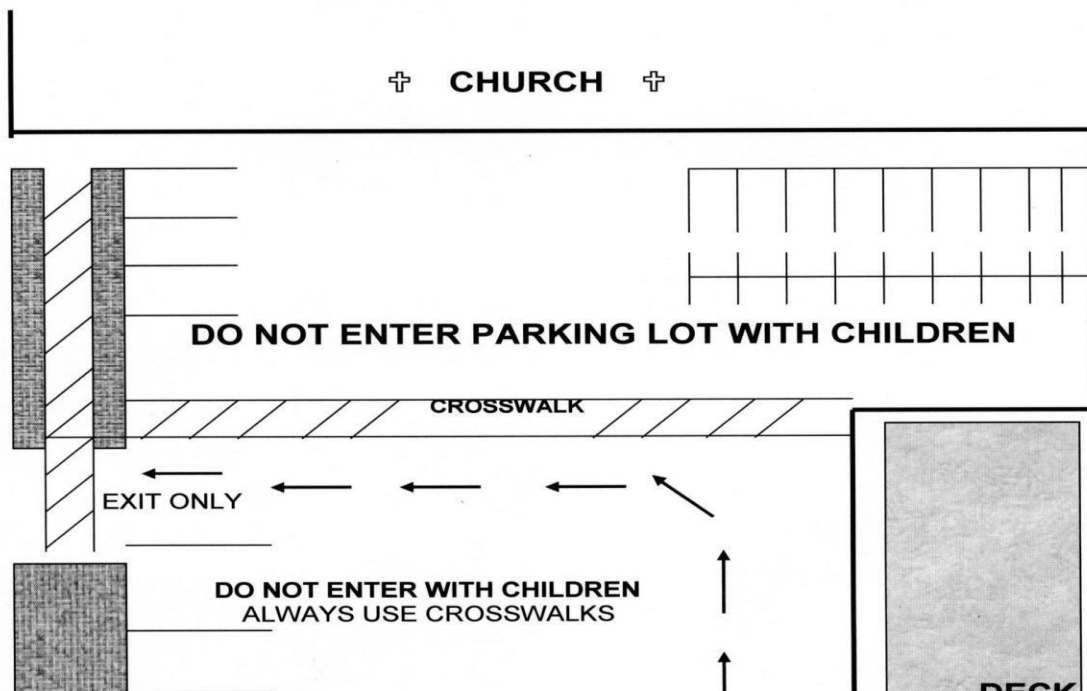 ✞ CHURCH ✞
DO NOT ENTER PARKING LOT WITH CHILDREN
CROSSWALK
EXIT ONLY
DO NOT ENTER WITH CHILDREN
ALWAYS USE CROSSWALKS
DECK